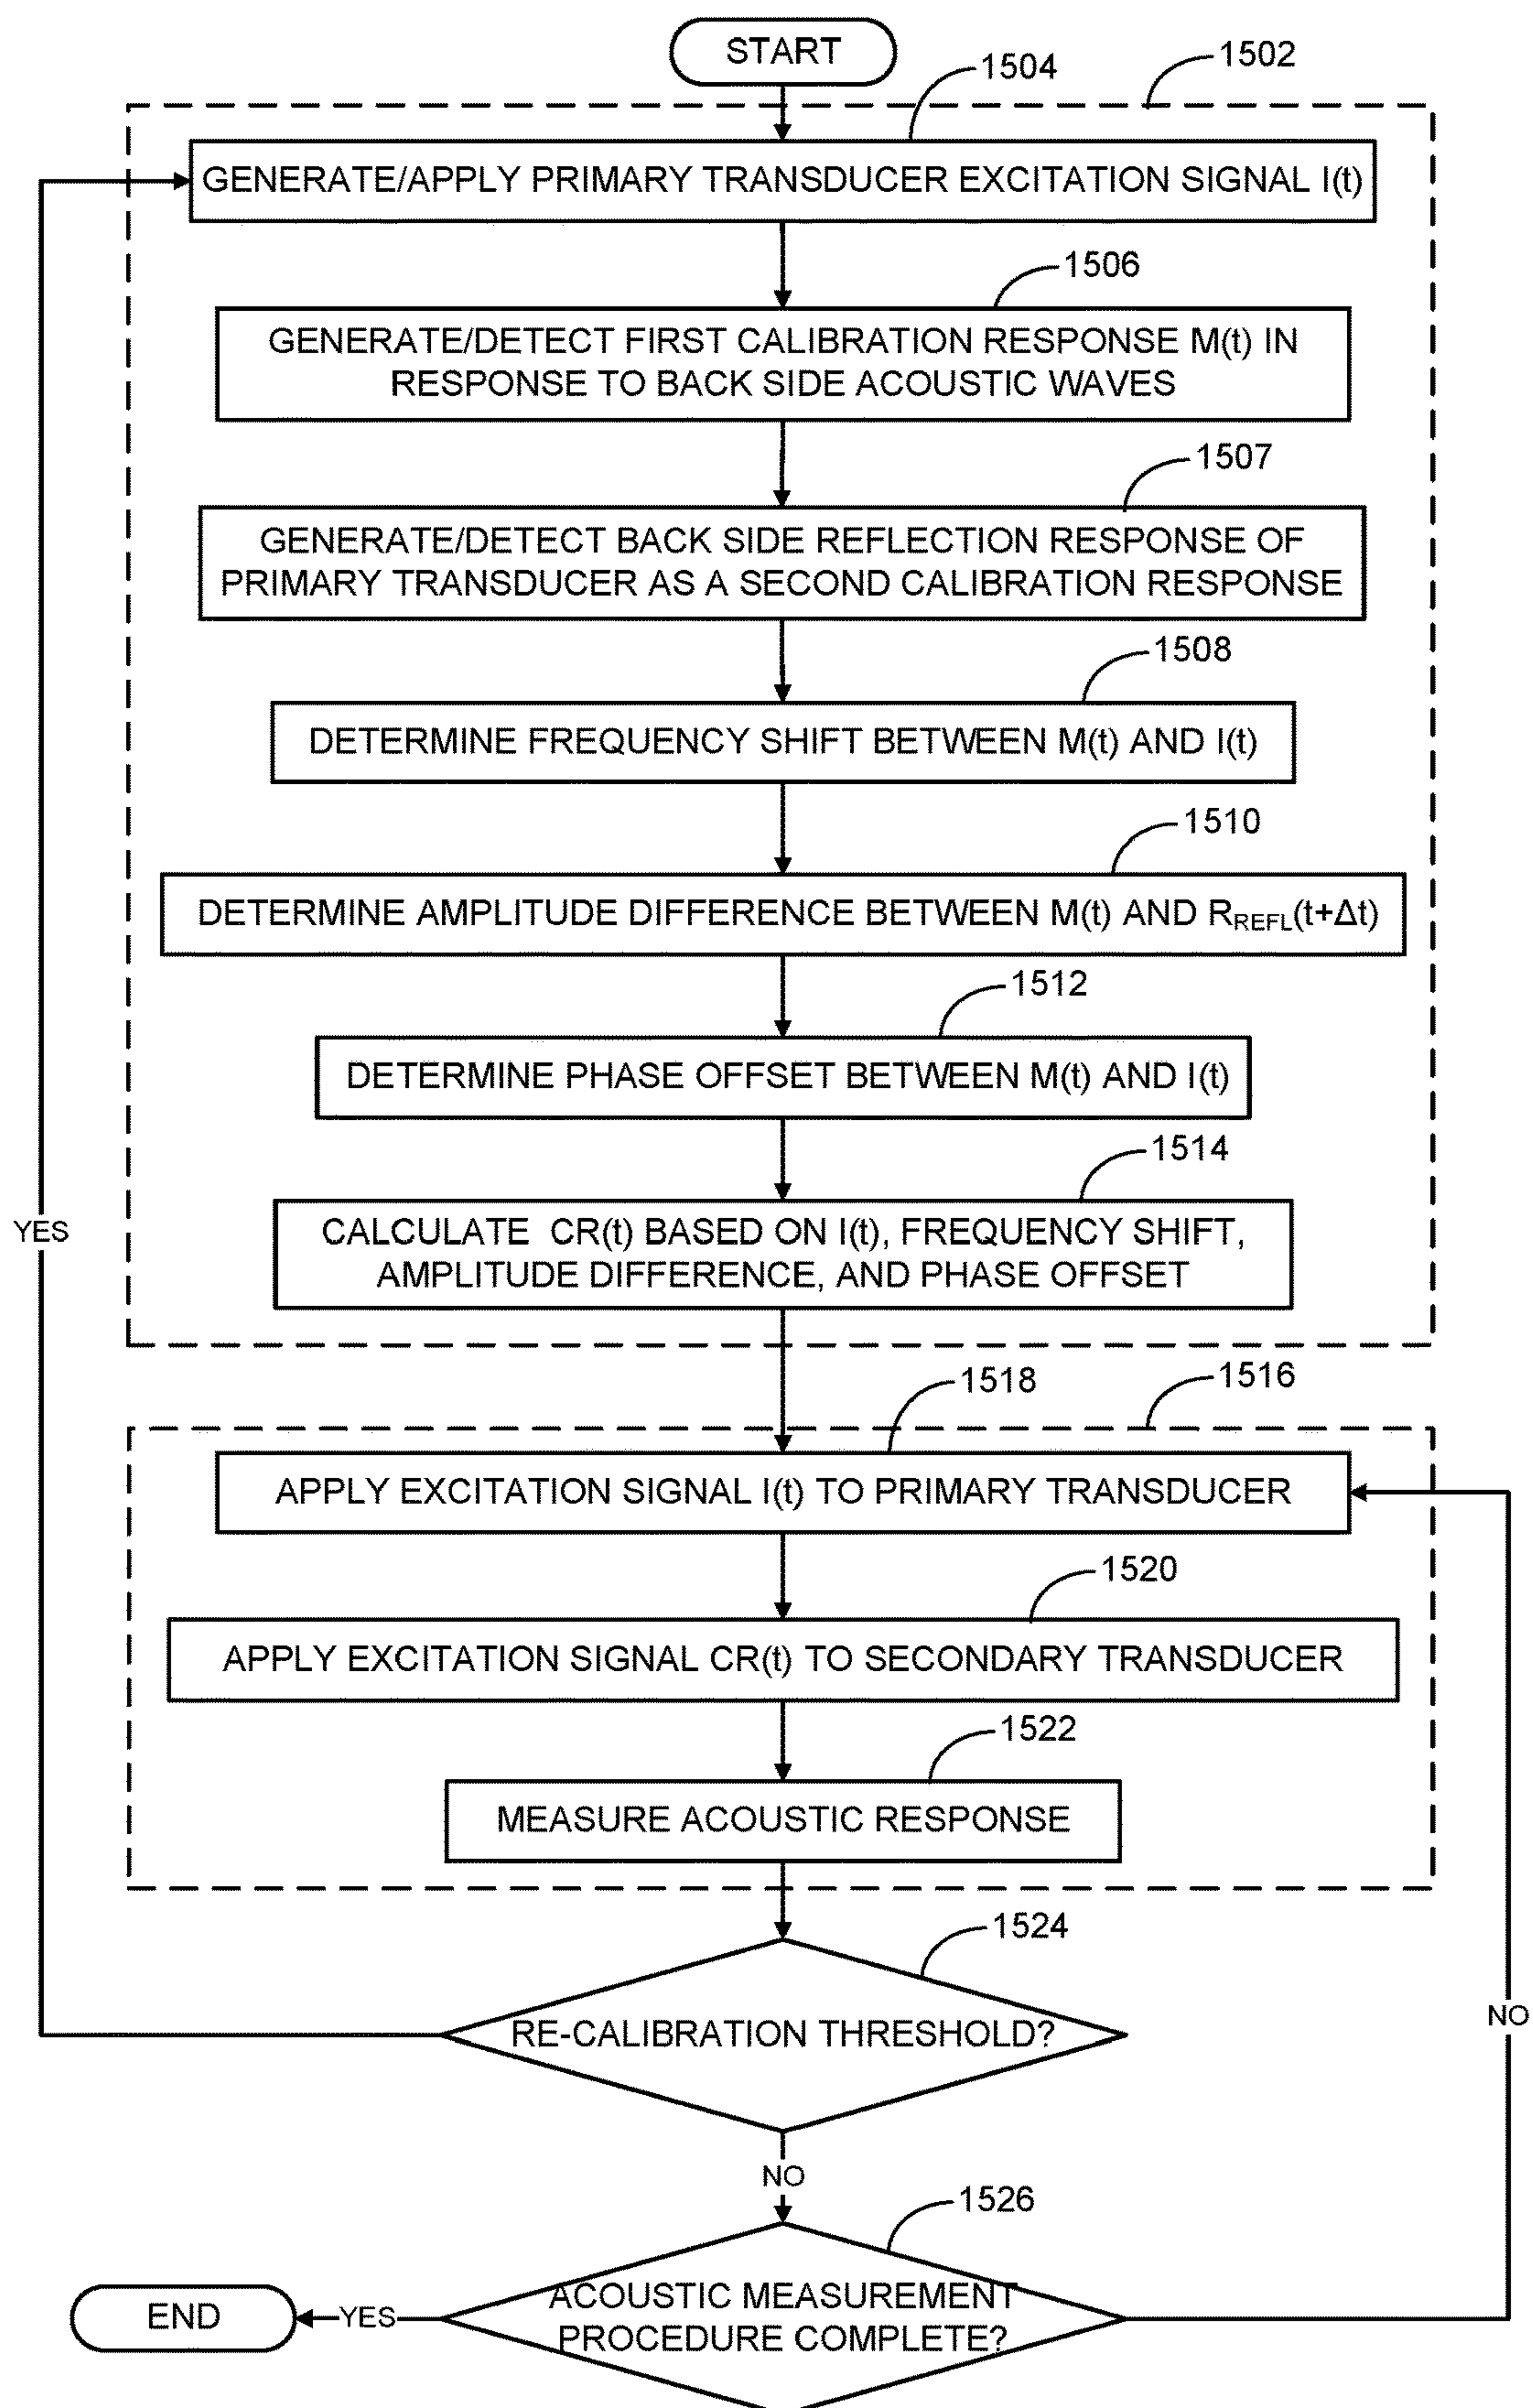 START
1504
1502
GENERATE/APPLY PRIMARY TRANSDUCER EXCITATION SIGNAL I(t)
1506
GENERATE/DETECT FIRST CALIBRATION RESPONSE M(t) IN
RESPONSE TO BACK SIDE ACOUSTIC WAVES
1507
GENERATE/DETECT BACK SIDE REFLECTION RESPONSE OF
PRIMARY TRANSDUCER AS A SECOND CALIBRATION RESPONSE
1508
DETERMINE FREQUENCY SHIFT BETWEEN M(t) AND I(t)
1510
DETERMINE AMPLITUDE DIFFERENCE BETWEEN M(t) AND R_REFL(t+Δt)
1512
DETERMINE PHASE OFFSET BETWEEN M(t) AND I(t)
1514
CALCULATE CR(t) BASED ON I(t), FREQUENCY SHIFT,
AMPLITUDE DIFFERENCE, AND PHASE OFFSET
YES
1518
1516
APPLY EXCITATION SIGNAL I(t) TO PRIMARY TRANSDUCER
1520
APPLY EXCITATION SIGNAL CR(t) TO SECONDARY TRANSDUCER
1522
MEASURE ACOUSTIC RESPONSE
1524
RE-CALIBRATION THRESHOLD?
NO
NO
1526
ACOUSTIC MEASUREMENT
PROCEDURE COMPLETE?
YES
END